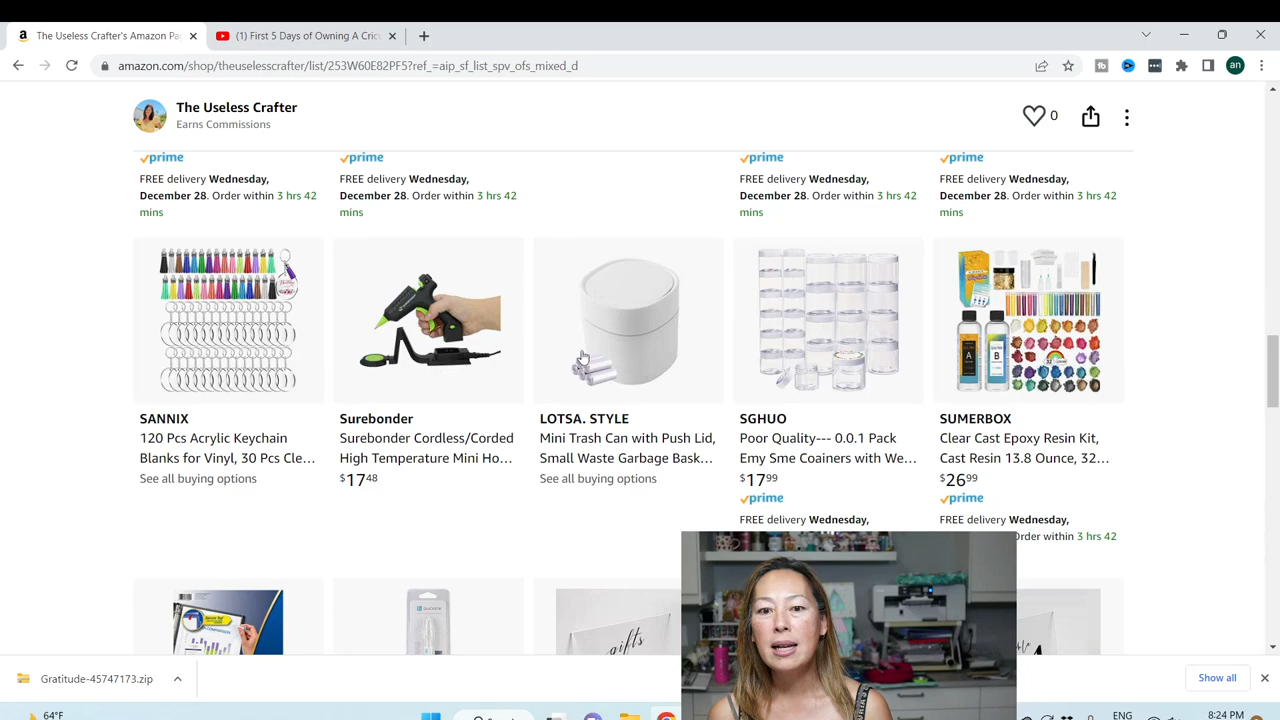 The Useless Crafter's Amazon Pa
(1) First 5 Days of Owning A Cricu
amazon.com/shop/theuselesscrafter/list/253W60E82PF5?ref_=aip_sf_list_spv_ofs_mixed_d
an
The Useless Crafter
Earns Commissions
0
prime
FREE delivery Wednesday,
December 28. Order within 3 hrs 42
mins
prime
FREE delivery Wednesday,
December 28. Order within 3 hrs 42
mins
prime
FREE delivery Wednesday,
December 28. Order within 3 hrs 42
mins
prime
FREE delivery Wednesday,
December 28. Order within 3 hrs 42
mins
SANNIX
120 Pcs Acrylic Keychain
Blanks for Vinyl, 30 Pcs Cle...
See all buying options
Surebonder
Surebonder Cordless/Corded
High Temperature Mini Ho...
$17 48
LOTSA. STYLE
Mini Trash Can with Push Lid,
Small Waste Garbage Bask...
See all buying options
SGHUO
Poor Quality--- 0.0.1 Pack
Emy Sme Coainers with We...
$17 99
prime
FREE delivery Wednesday,
SUMERBOX
Clear Cast Epoxy Resin Kit,
Cast Resin 13.8 Ounce, 32...
$26 99
prime
FREE delivery Wednesday,
Order within 3 hrs 42
gifts
Gratitude-45747173.zip
Show all
64°F
ENG
8:24 PM